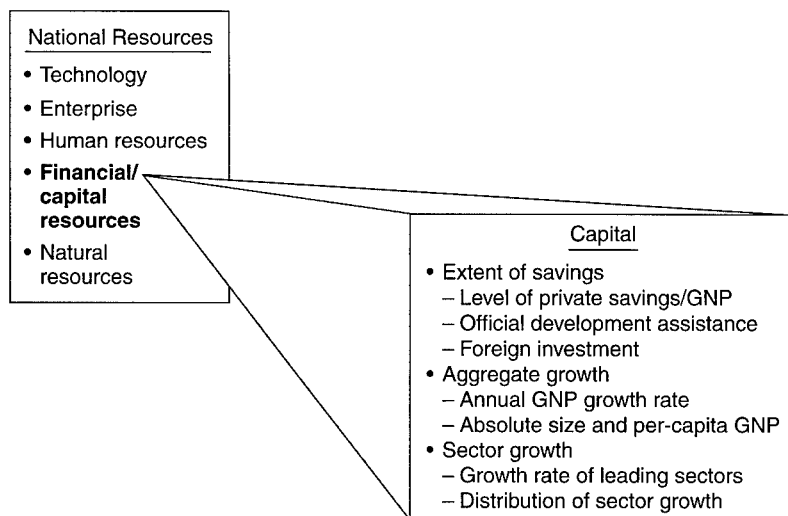 National Resources
• Technology
• Enterprise
• Human resources
• Financial/
capital
resources
• Natural
resources
Capital
• Extent of savings
– Level of private savings/GNP
– Official development assistance
– Foreign investment
• Aggregate growth
– Annual GNP growth rate
– Absolute size and per-capita GNP
• Sector growth
– Growth rate of leading sectors
– Distribution of sector growth